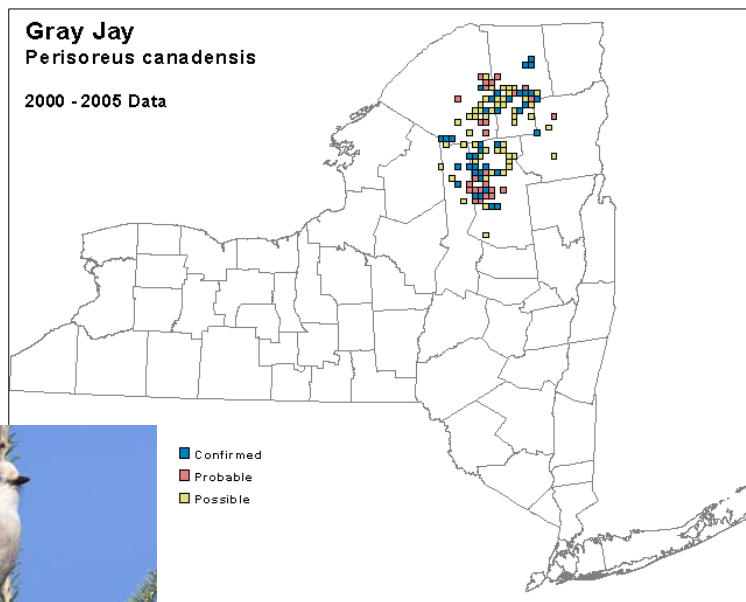 Gray Jay
Perisoreus canadensis
2000 - 2005 Data
Confirmed
Probable
Possible